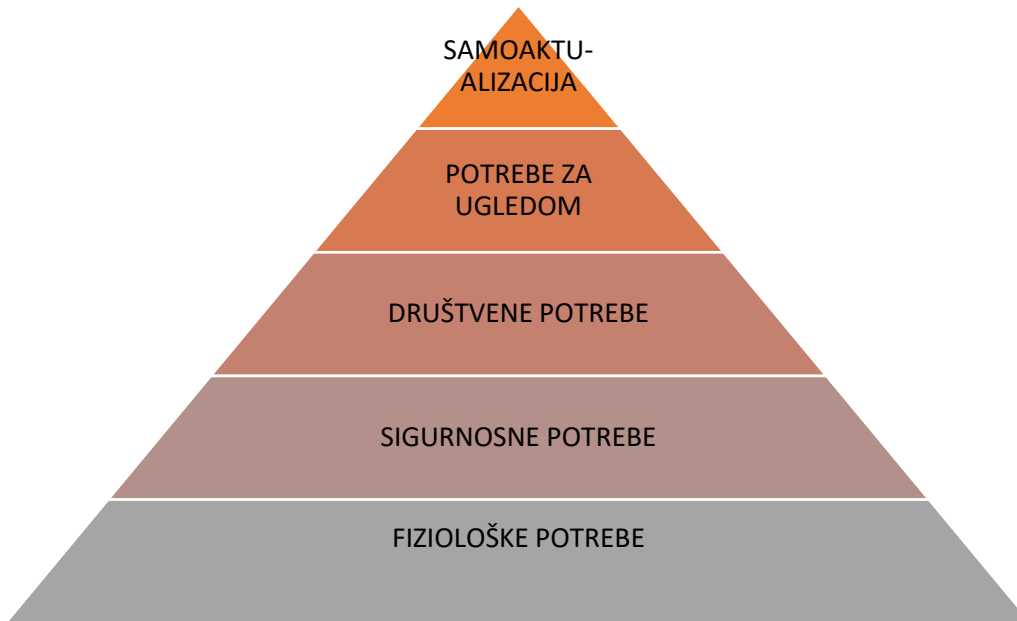 SAMOAKTU-
ALIZACIJA
POTREBE ZA
UGLEDOM
DRUŠTVENE POTREBE
SIGURNOSNE POTREBE
FIZIOLOŠKE POTREBE